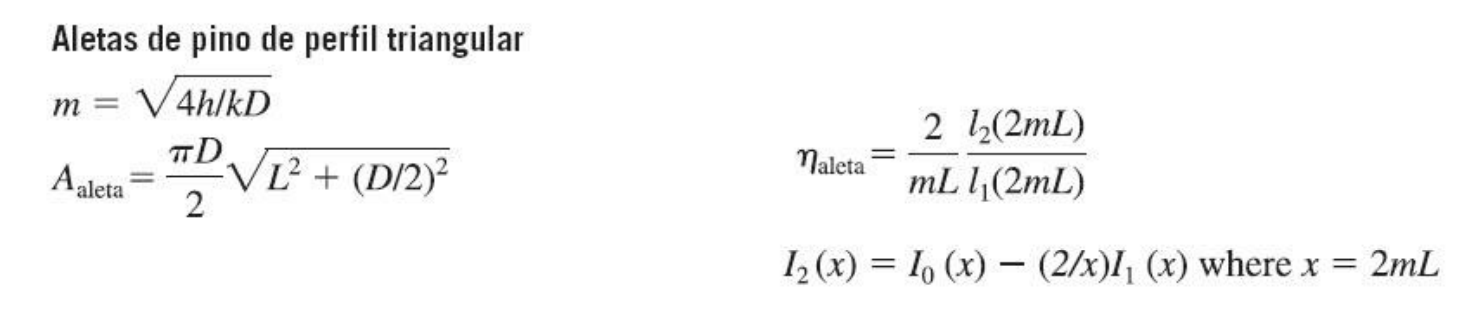 Aletas de pino de perfil triangular
m = √4h/kD
A_aleta = πD/2 √L² + (D/2)²
η_aleta = 2/mL l₂(2mL)/l₁(2mL)
I₂ (x) = I₀ (x) − (2/x)I₁ (x) where x = 2mL